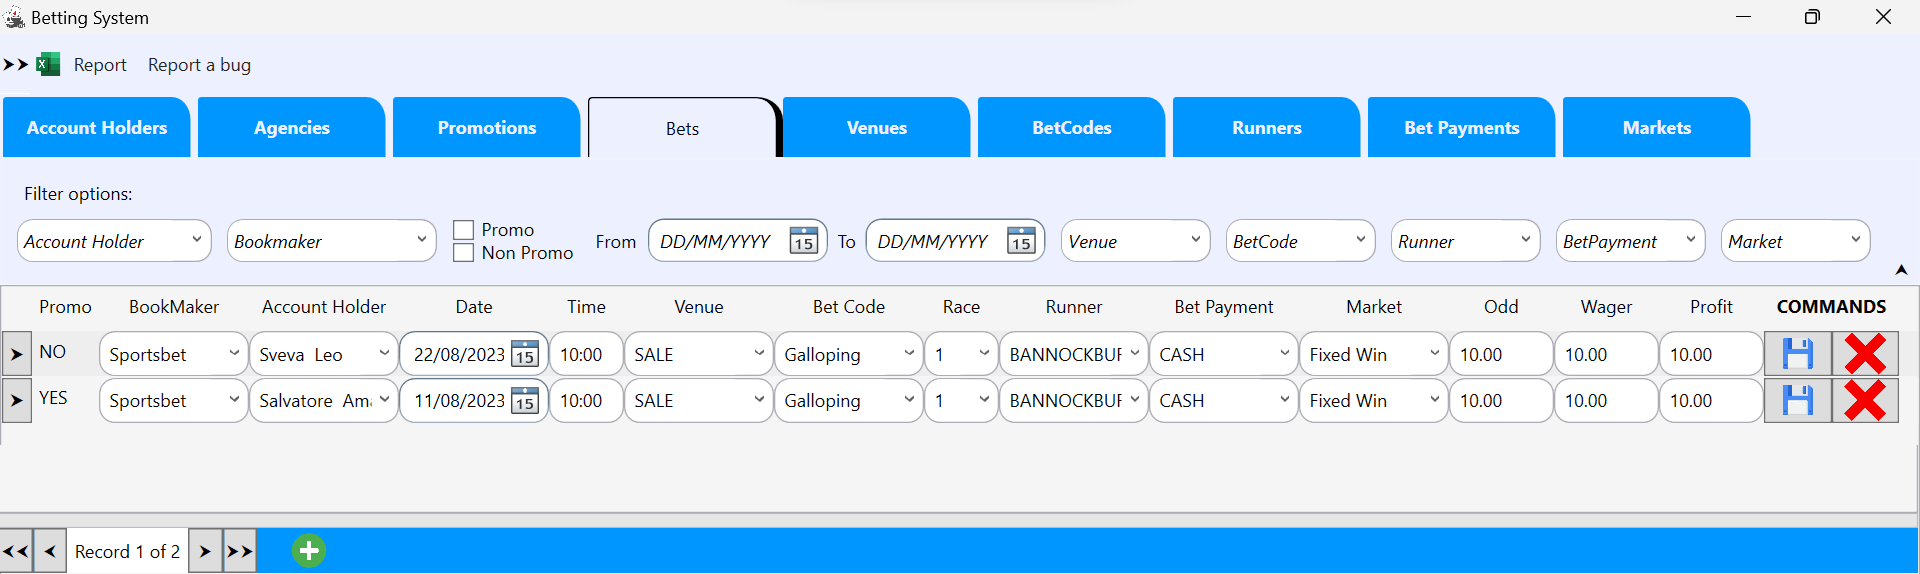 Betting System
Report Report a bug
Account Holders Agencies Promotions Bets Venues BetCodes Runners Bet Payments Markets
Filter options:
Account Holder Bookmaker Promo From DD/MM/YYYY 15 To DD/MM/YYYY 15 Venue BetCode Runner BetPayment Market
Non Promo
Promo BookMaker Account Holder Date Time Venue Bet Code Race Runner Bet Payment Market Odd Wager Profit COMMANDS
NO Sportsbet Sveva Leo 22/08/2023 15 10:00 SALE Galloping 1 CASH Fixed Win 10.00 10.00 10.00
YES Sportsbet Salvatore 11/08/2023 15 10:00 SALE Galloping 1 CASH Fixed Win 10.00 10.00 10.00
Record 1 of 2